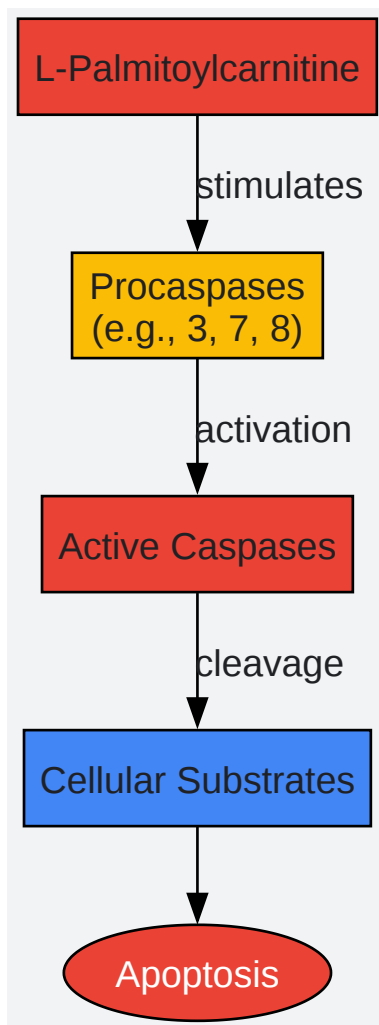 L-Palmitoylcarnitine
stimulates
Procaspases
(e.g., 3, 7, 8)
activation
Active Caspases
cleavage
Cellular Substrates
Apoptosis